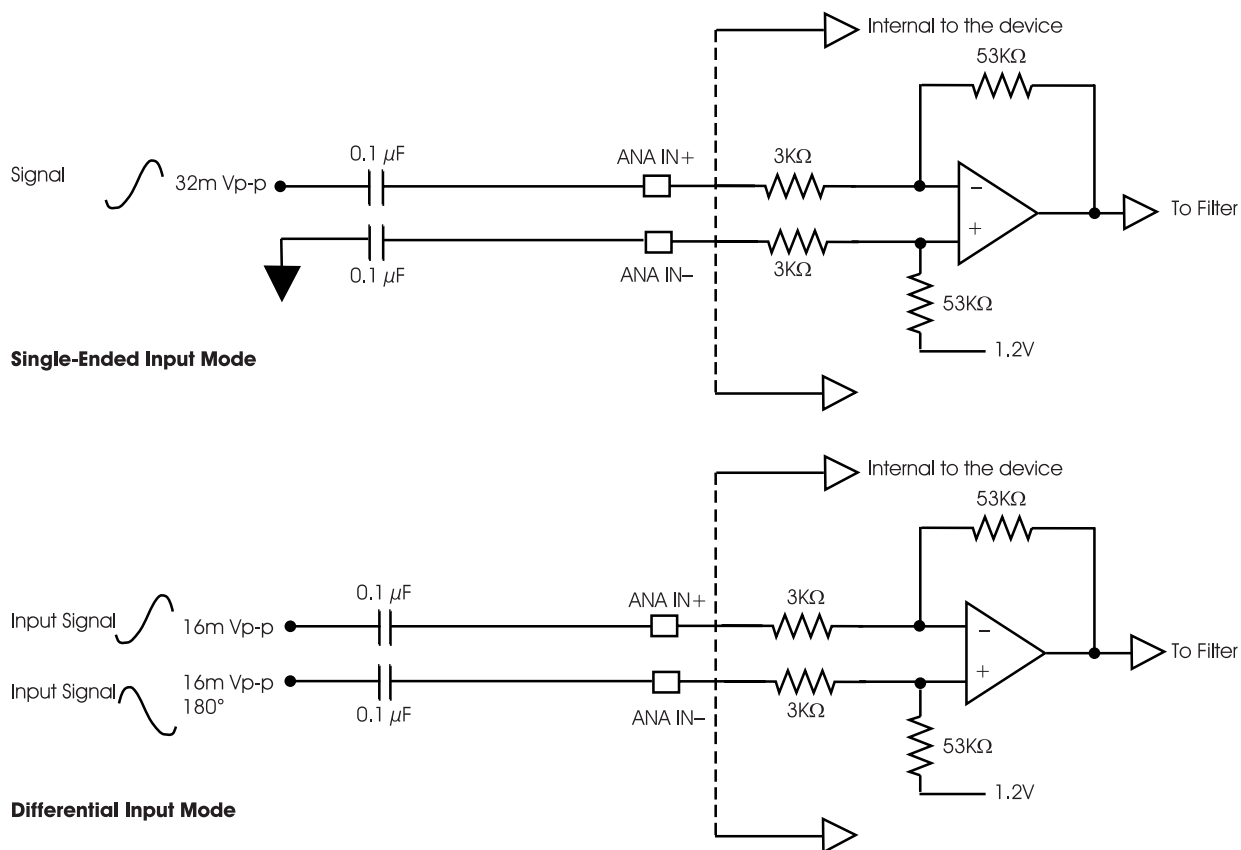 Internal to the device
53KΩ
0.1 µF
ANA IN+
3KΩ
Signal
32m Vp-p
−
+
To Filter
0.1 µF
ANA IN–
3KΩ
53KΩ
1.2V
Single-Ended Input Mode
Internal to the device
53KΩ
0.1 µF
ANA IN+
3KΩ
Input Signal
16m Vp-p
−
+
To Filter
Input Signal
16m Vp-p
180°
0.1 µF
ANA IN–
3KΩ
53KΩ
1.2V
Differential Input Mode